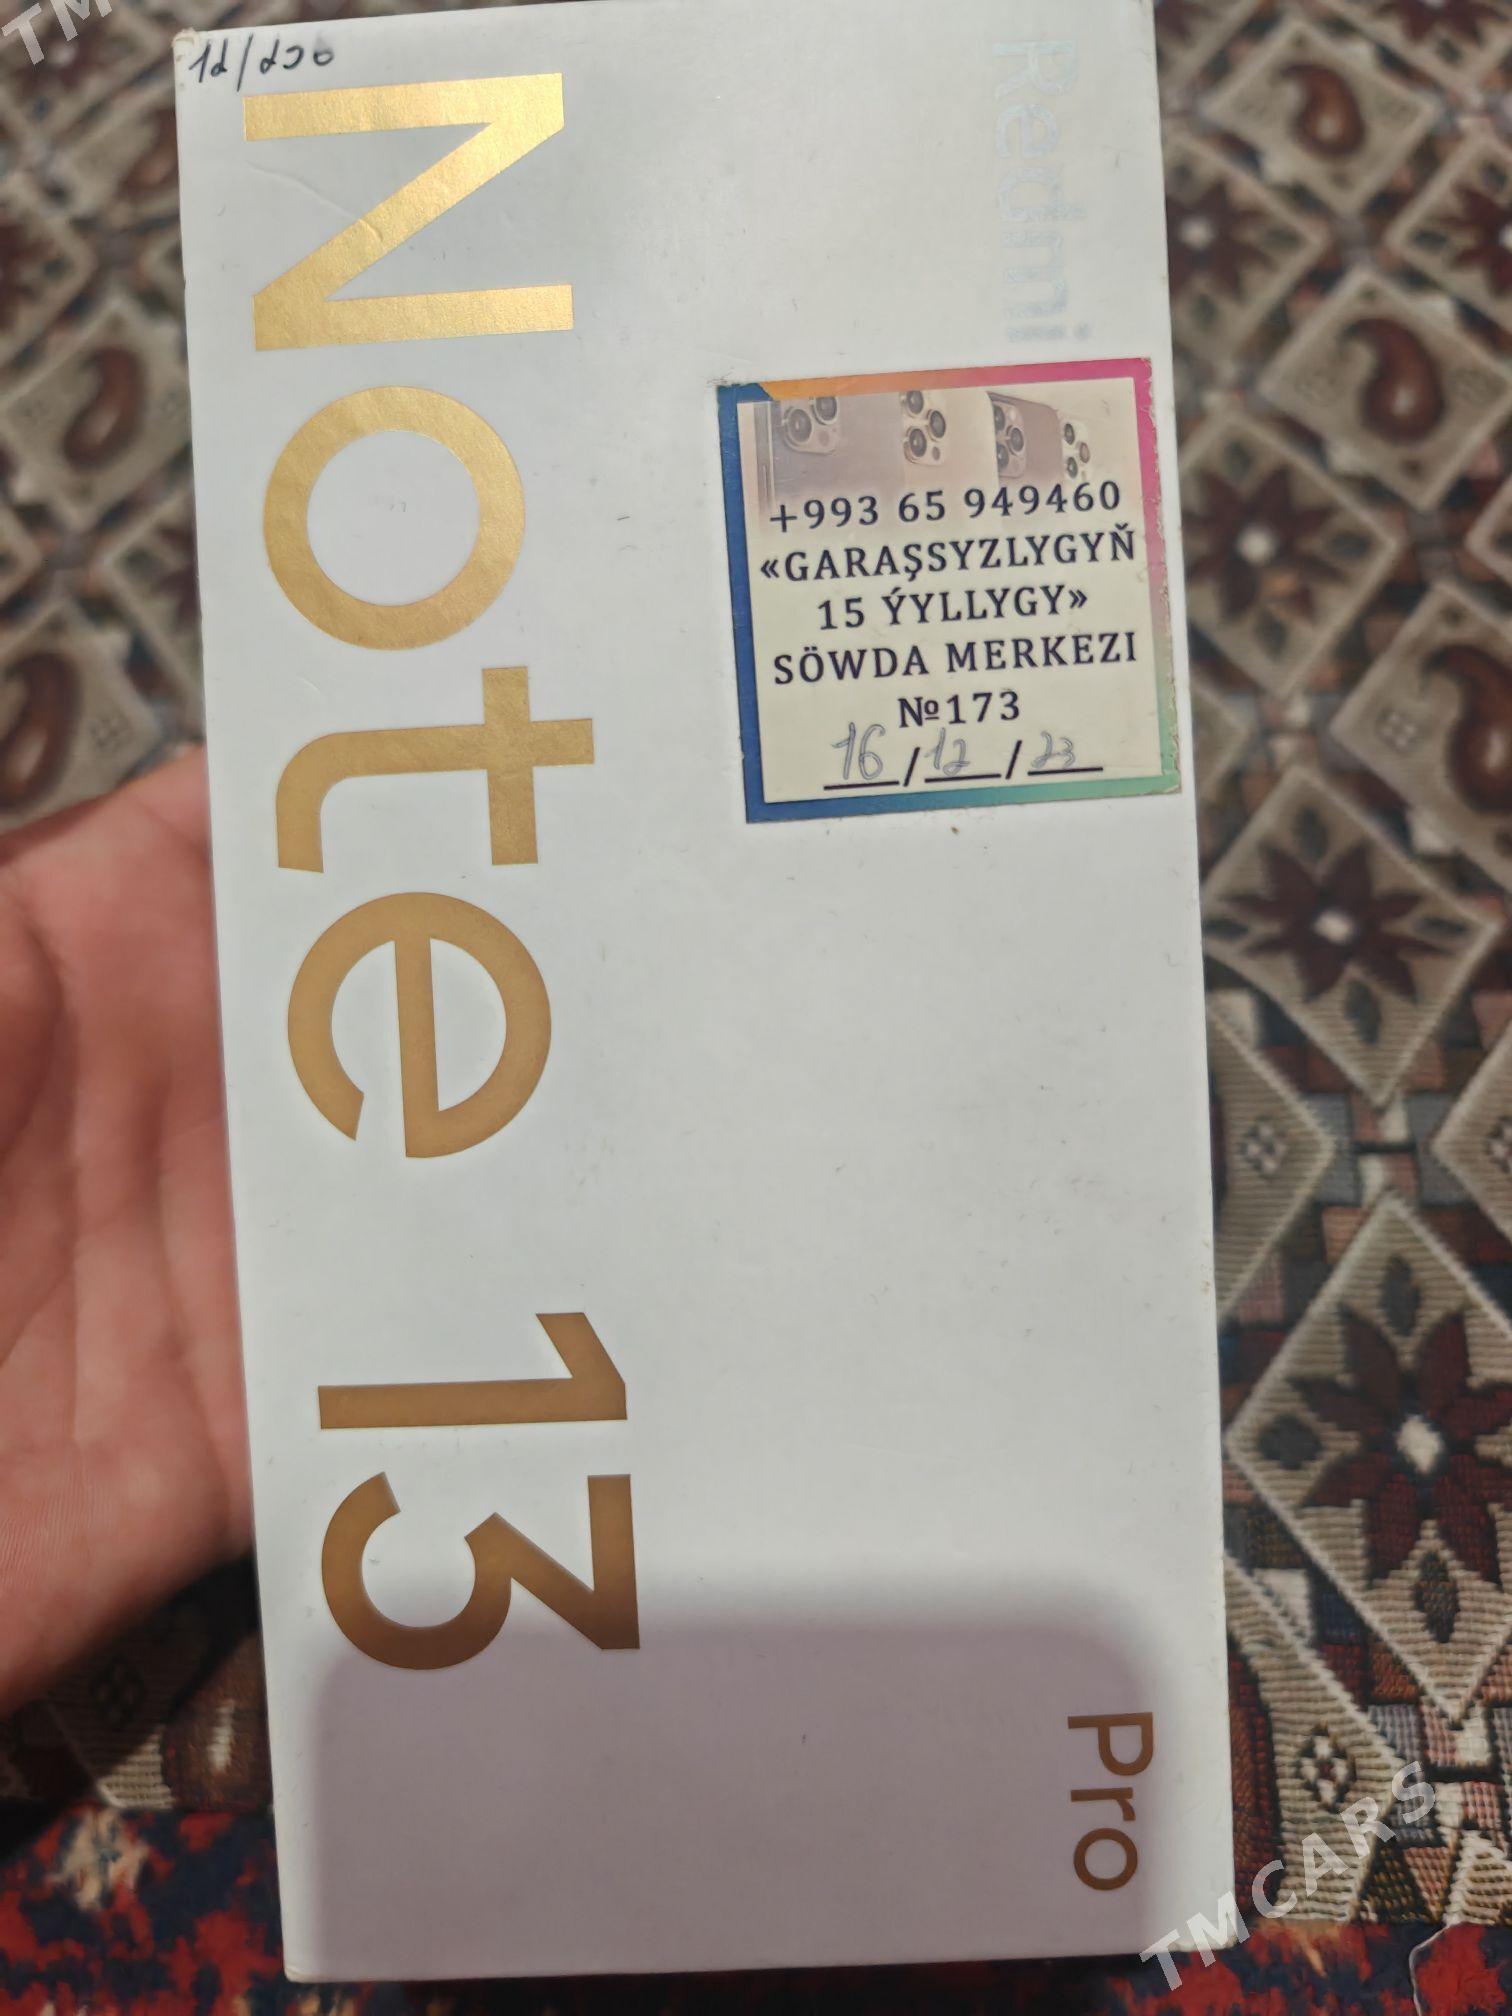 12/256
Redmi
Note 13
Pro
+993 65 949460
«GARAŞSYZLYGYŇ
15 ÝYLLYGY»
SÖWDA MERKEZI
№173
16/12/23
TMCARS
TM